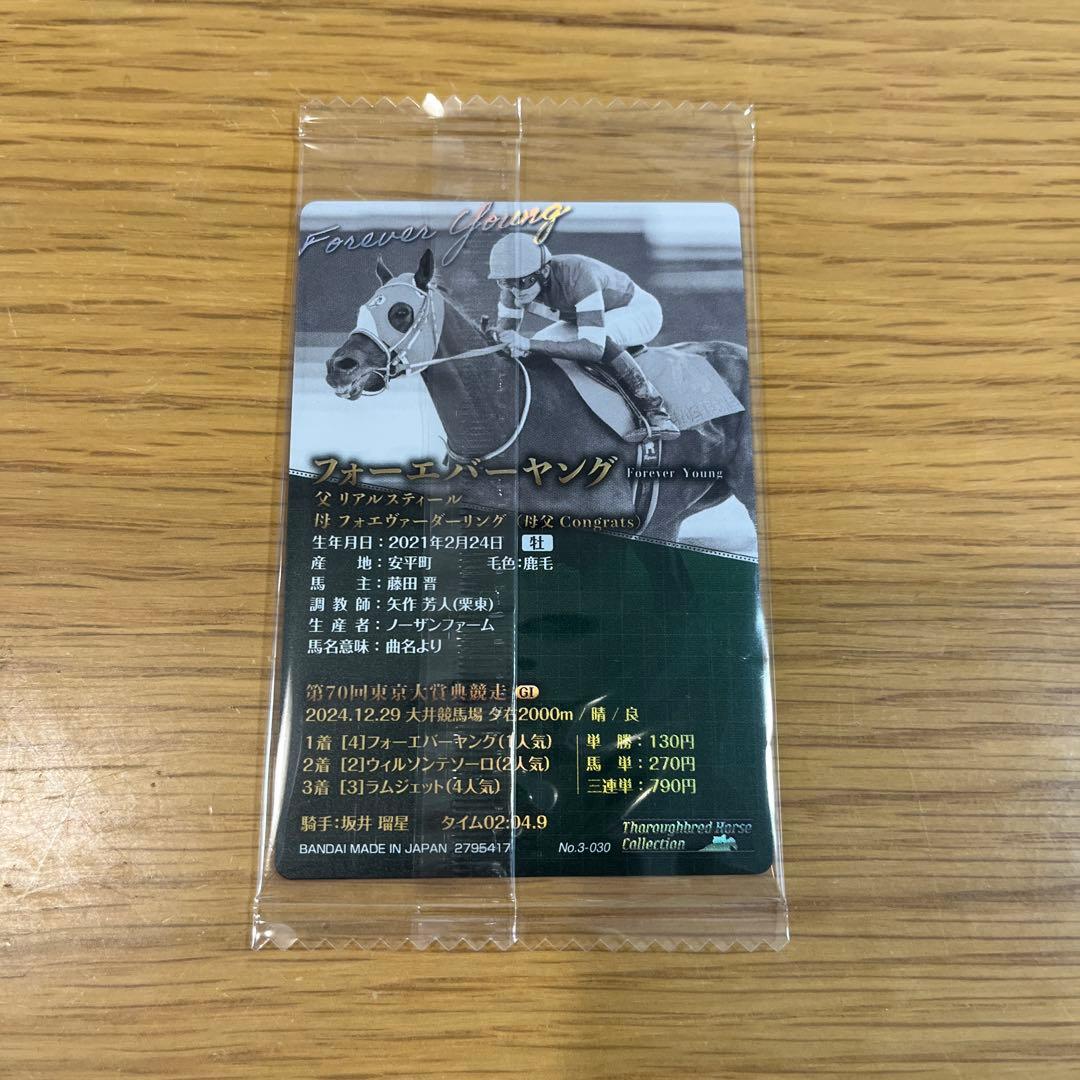 Forever Young
フォーエバーヤング Forever Young
父 リアルスティール
母 フォエヴァーダーリング (母父 Congrats)
生年月日:2021年2月24日 牡
産地:安平町 毛色:鹿毛
馬主:藤田 晋
調教師:矢作 芳人(栗東)
生産者:ノーザンファーム
馬名意味:曲名より
第70回東京大賞典競走 GI
2024.12.29 大井競馬場 夕右2000m / 晴 / 良
1着 [4]フォーエバーヤング(1人気) 単勝:130円
2着 [2]ウィルソンテソーロ(2人気) 馬単:270円
3着 [3]ラムジェット(4人気) 三連単:790円
騎手:坂井 瑠星 タイム02:04.9
BANDAI MADE IN JAPAN 2795417 No.3-030
Thoroughbred Horse
Collection